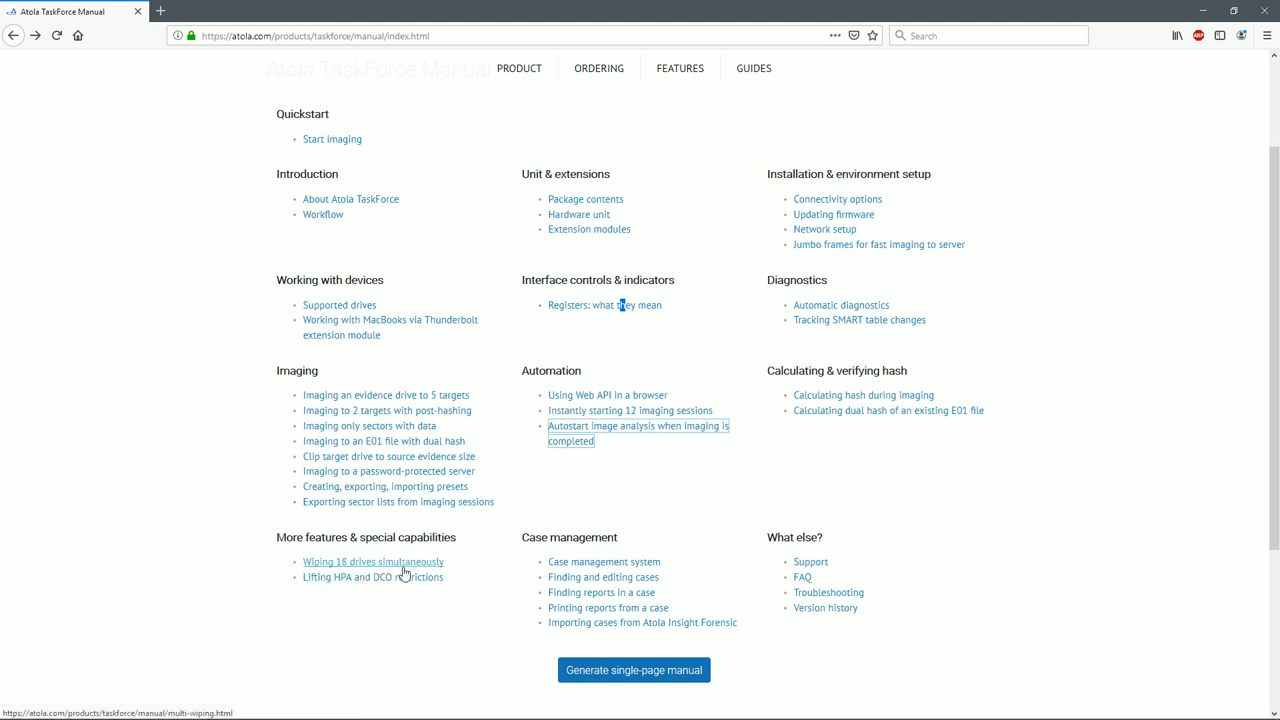 Atola TaskForce Manual
https://atola.com/products/taskforce/manual/index.html
Search
Atola TaskForce Manual
PRODUCT
ORDERING
FEATURES
GUIDES
Quickstart
Start imaging
Introduction
About Atola TaskForce
Workflow
Unit & extensions
Package contents
Hardware unit
Extension modules
Installation & environment setup
Connectivity options
Updating firmware
Network setup
Jumbo frames for fast imaging to server
Working with devices
Supported drives
Working with MacBooks via Thunderbolt
extension module
Interface controls & indicators
Registers: what they mean
Diagnostics
Automatic diagnostics
Tracking SMART table changes
Imaging
Imaging an evidence drive to 5 targets
Imaging to 2 targets with post-hashing
Imaging only sectors with data
Imaging to an E01 file with dual hash
Clip target drive to source evidence size
Imaging to a password-protected server
Creating, exporting, importing presets
Exporting sector lists from imaging sessions
Automation
Using Web API in a browser
Instantly starting 12 imaging sessions
Autostart image analysis when imaging is
completed
Calculating & verifying hash
Calculating hash during imaging
Calculating dual hash of an existing E01 file
More features & special capabilities
Wiping 18 drives simultaneously
Lifting HPA and DCO restrictions
Case management
Case management system
Finding and editing cases
Finding reports in a case
Printing reports from a case
Importing cases from Atola Insight Forensic
What else?
Support
FAQ
Troubleshooting
Version history
Generate single-page manual
https://atola.com/products/taskforce/manual/multi-wiping.html